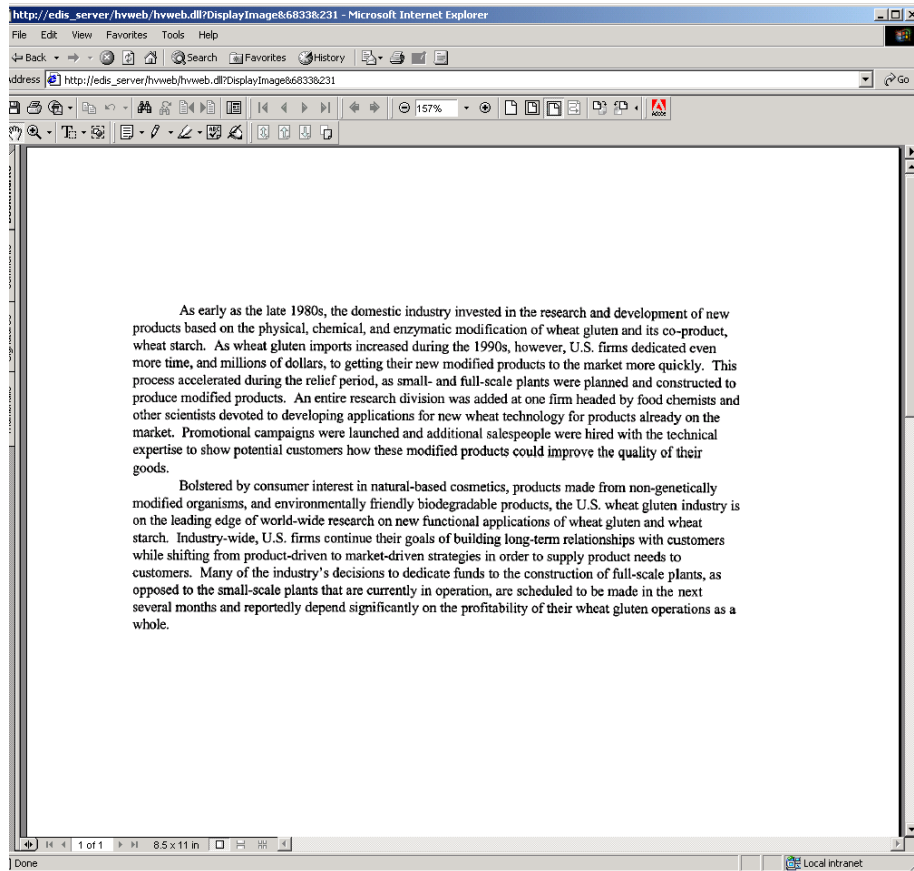 http://edis_server/hvweb/hvweb.dll?DisplayImage&6833&231 - Microsoft Internet Explorer
File Edit View Favorites Tools Help
Back Search Favorites History
Address http://edis_server/hvweb/hvweb.dll?DisplayImage&6833&231 Go
157% Adobe
As early as the late 1980s, the domestic industry invested in the research and development of new
products based on the physical, chemical, and enzymatic modification of wheat gluten and its co-product,
wheat starch. As wheat gluten imports increased during the 1990s, however, U.S. firms dedicated even
more time, and millions of dollars, to getting their new modified products to the market more quickly. This
process accelerated during the relief period, as small- and full-scale plants were planned and constructed to
produce modified products. An entire research division was added at one firm headed by food chemists and
other scientists devoted to developing applications for new wheat technology for products already on the
market. Promotional campaigns were launched and additional salespeople were hired with the technical
expertise to show potential customers how these modified products could improve the quality of their
goods.
Bolstered by consumer interest in natural-based cosmetics, products made from non-genetically
modified organisms, and environmentally friendly biodegradable products, the U.S. wheat gluten industry is
on the leading edge of world-wide research on new functional applications of wheat gluten and wheat
starch. Industry-wide, U.S. firms continue their goals of building long-term relationships with customers
while shifting from product-driven to market-driven strategies in order to supply product needs to
customers. Many of the industry's decisions to dedicate funds to the construction of full-scale plants, as
opposed to the small-scale plants that are currently in operation, are scheduled to be made in the next
several months and reportedly depend significantly on the profitability of their wheat gluten operations as a
whole.
1 of 1 8.5 x 11 in
Done Local intranet